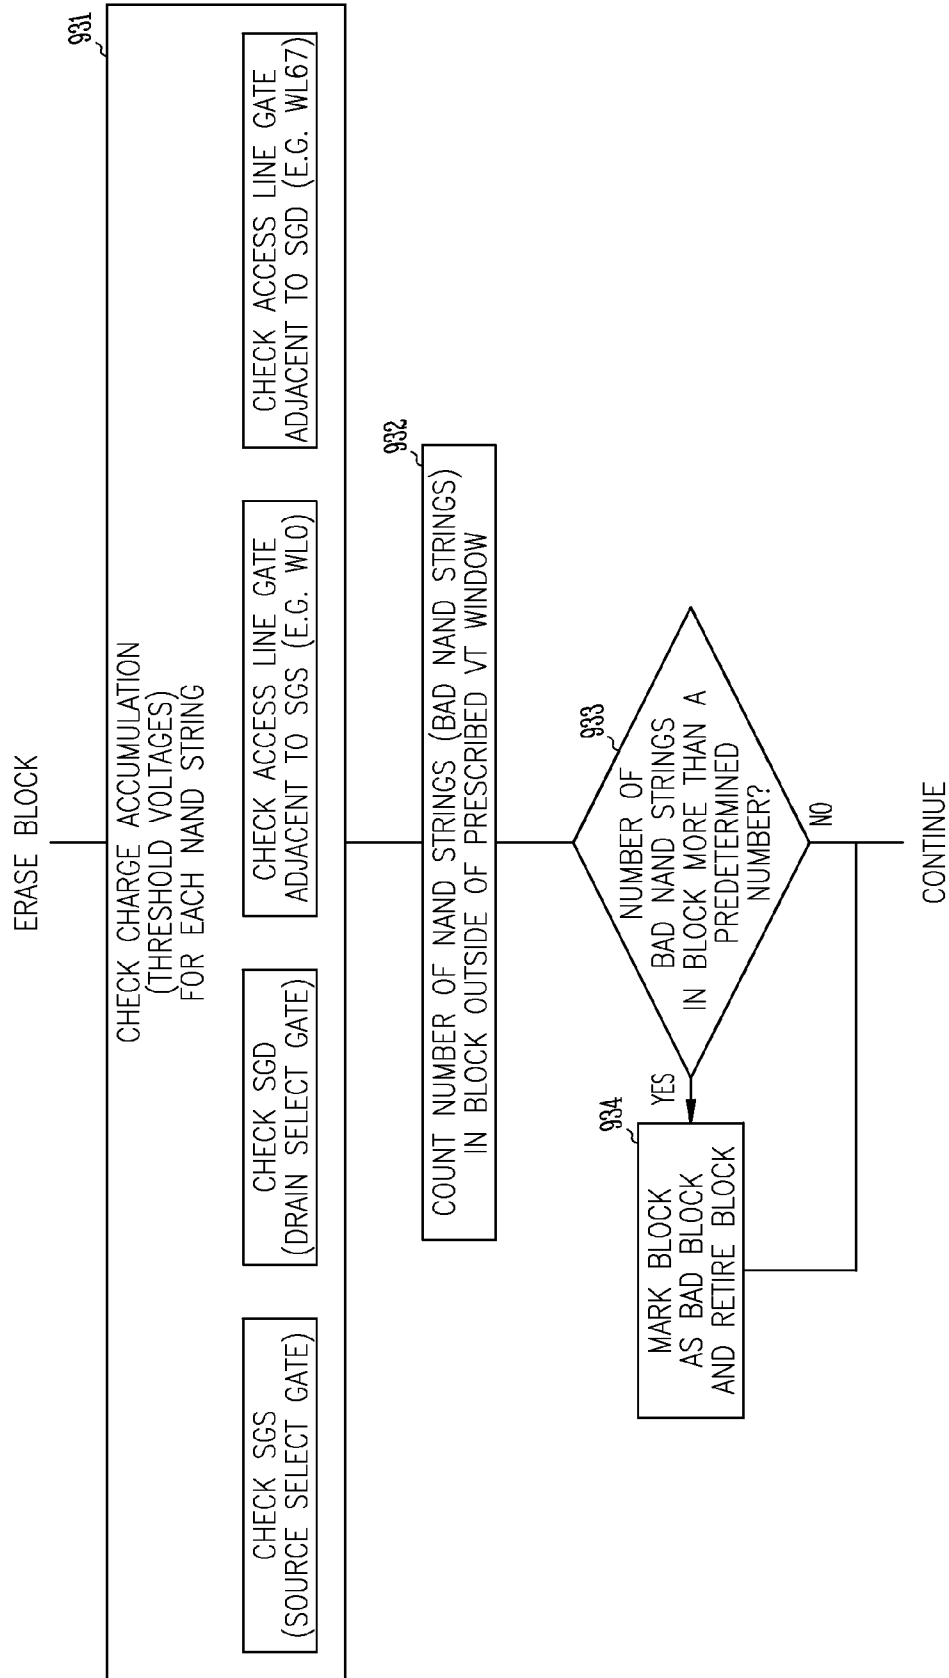 ERASE BLOCK
931
CHECK CHARGE ACCUMULATION
(THRESHOLD VOLTAGES)
FOR EACH NAND STRING
CHECK SGS
(SOURCE SELECT GATE)
CHECK SGD
(DRAIN SELECT GATE)
CHECK ACCESS LINE GATE
ADJACENT TO SGS (E.G. WL0)
CHECK ACCESS LINE GATE
ADJACENT TO SGD (E.G. WL67)
932
COUNT NUMBER OF NAND STRINGS (BAD NAND STRINGS)
IN BLOCK OUTSIDE OF PRESCRIBED VT WINDOW
933
NUMBER OF
BAD NAND STRINGS
IN BLOCK MORE THAN A
PREDETERMINED
NUMBER?
YES
934
MARK BLOCK
AS BAD BLOCK
AND RETIRE BLOCK
NO
CONTINUE